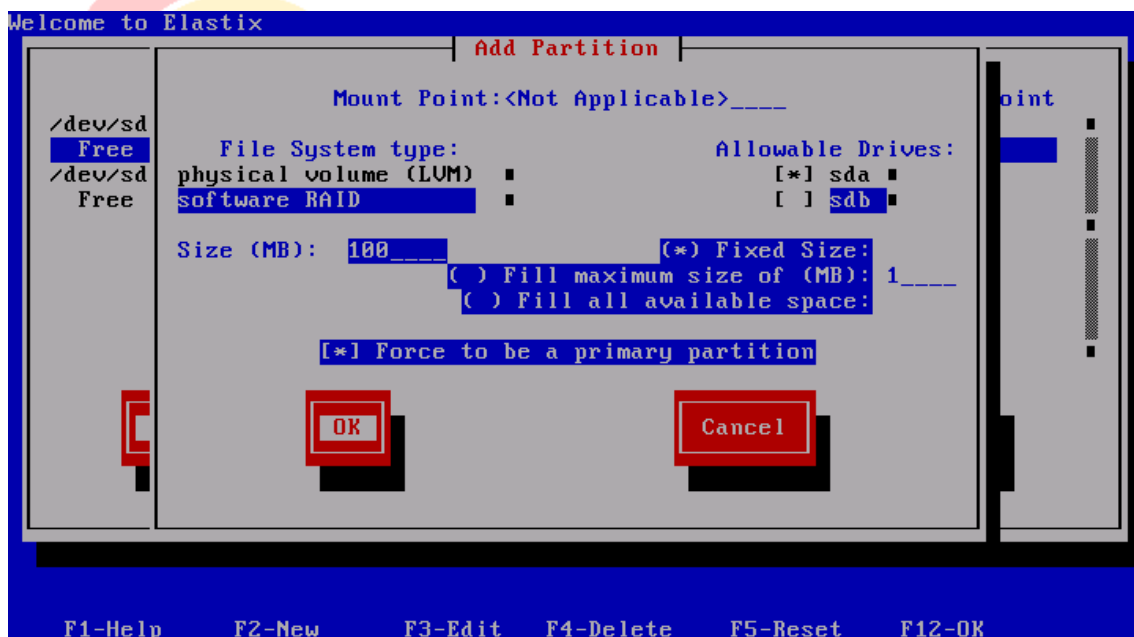 Welcome to Elastix
Add Partition
Mount Point:<Not Applicable>____
oint
/dev/sd
Free
File System type:
Allowable Drives:
/dev/sd
physical volume (LVM)
[*] sda
Free
software RAID
[ ] sdb
Size (MB): 100____
(*) Fixed Size:
( ) Fill maximum size of (MB): 1____
( ) Fill all available space:
[*] Force to be a primary partition
OK
Cancel
F1-Help F2-New F3-Edit F4-Delete F5-Reset F12-OK